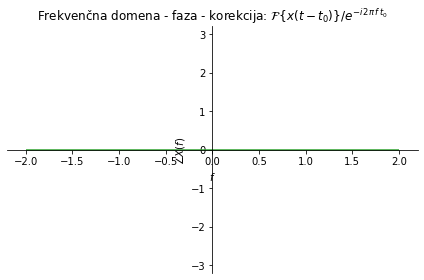 Frekvenčna domena - faza - korekcija: $\mathcal{F}\{x(t-t_0)\}/e^{-i\,2\,\pi\,f\,t_0}$
3
2
1
0
−1
−2
−3
∠X(f)
−2.0 −1.5 −1.0 −0.5 0.0 0.5 1.0 1.5 2.0
f